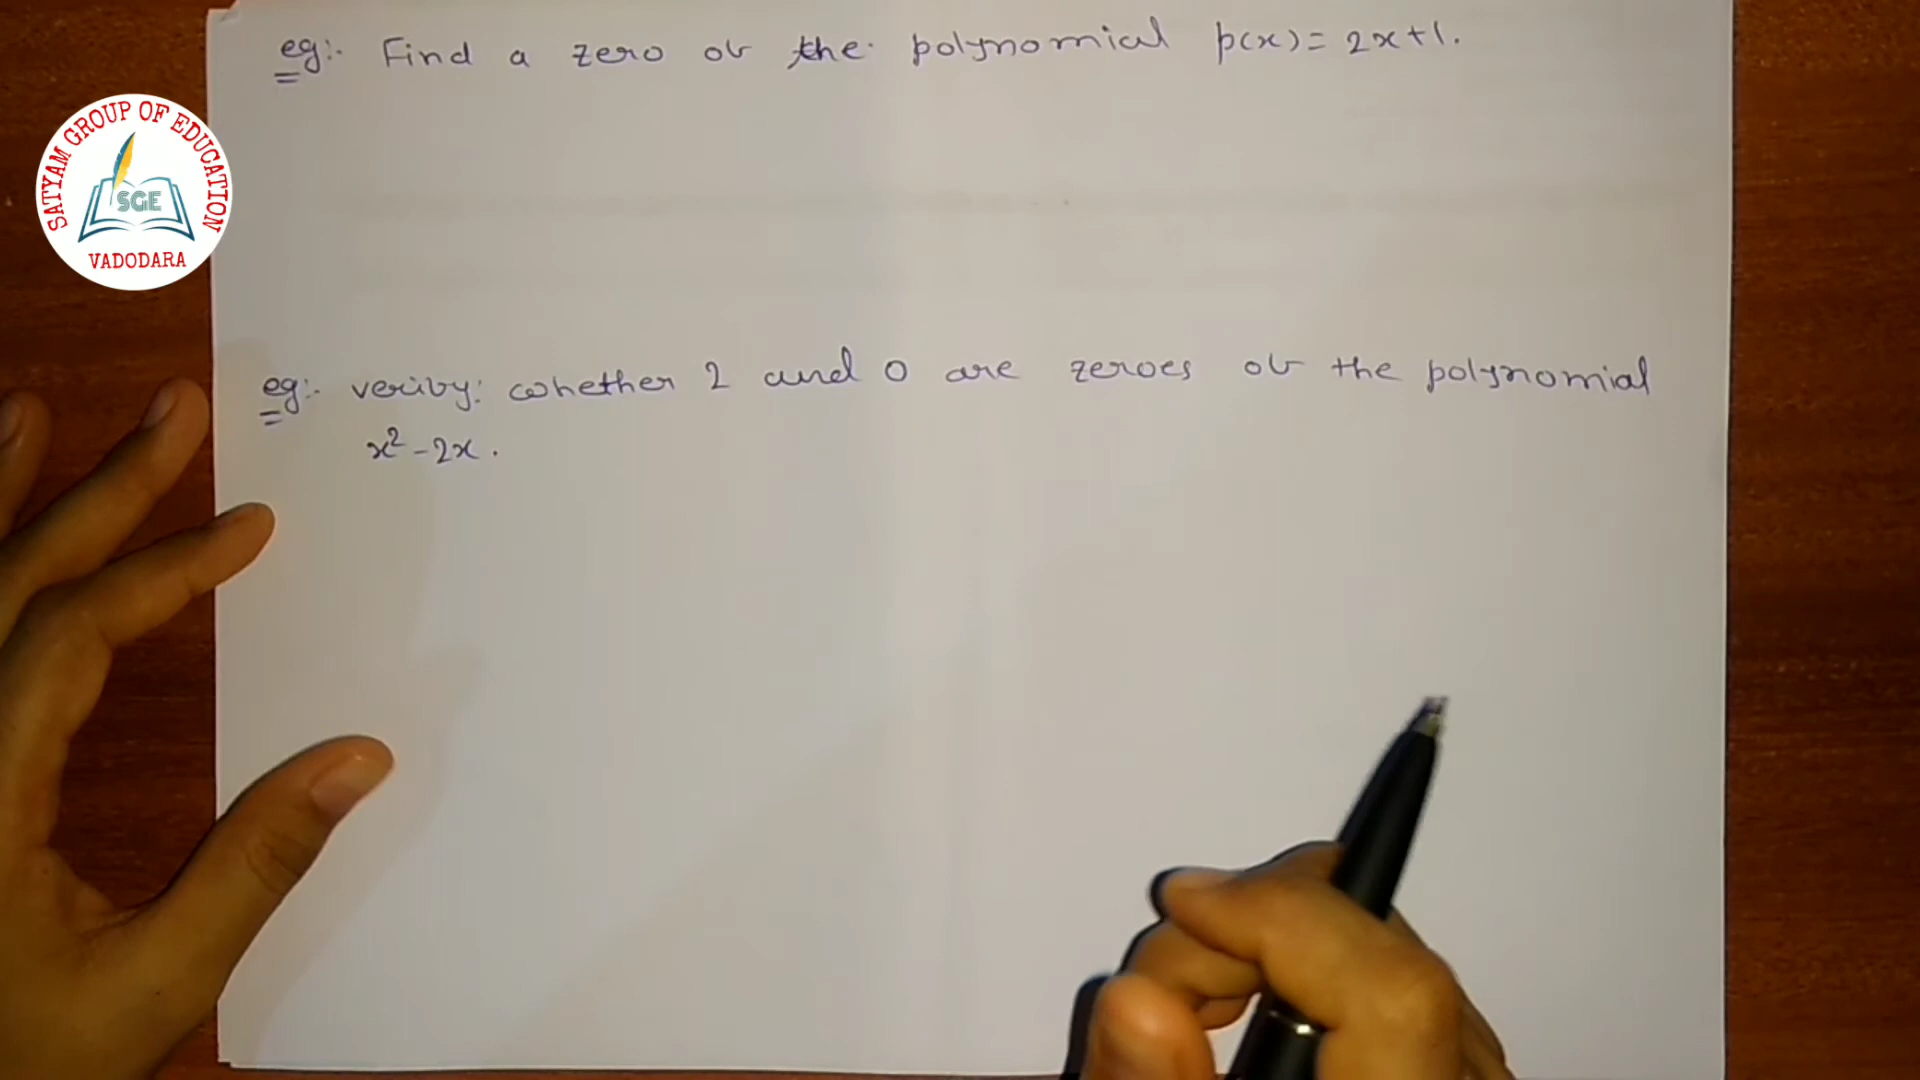 eg:- Find a zero of the polynomial p(x) = 2x+1.
SATYAM GROUP OF EDUCATION
SGE
VADODARA
eg:- verify: whether 2 and 0 are zeroes of the polynomial
x² - 2x.